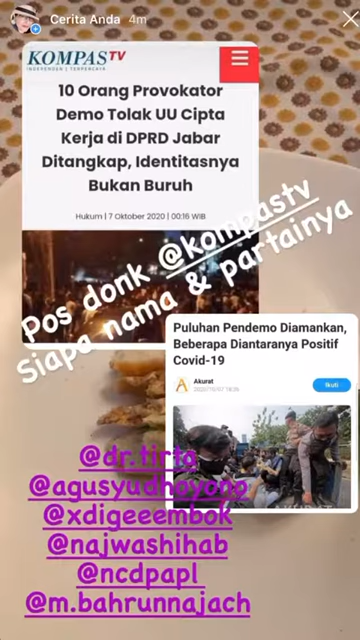 Cerita Anda 4m
KOMPASTV
INDEPENDEN | TERPERCAYA
10 Orang Provokator
Demo Tolak UU Cipta
Kerja di DPRD Jabar
Ditangkap, Identitasnya
Bukan Buruh
Hukum | 7 Oktober 2020 | 00:16 WIB
Pos donk @kompastv
Siapa nama & partainya
Puluhan Pendemo Diamankan,
Beberapa Diantaranya Positif
Covid-19
Akurat
Ikuti
@dr.tirta
@agusyudhoyono
@xdigeeembok
@najwashihab
@ncdpapl
@m.bahrunnajach